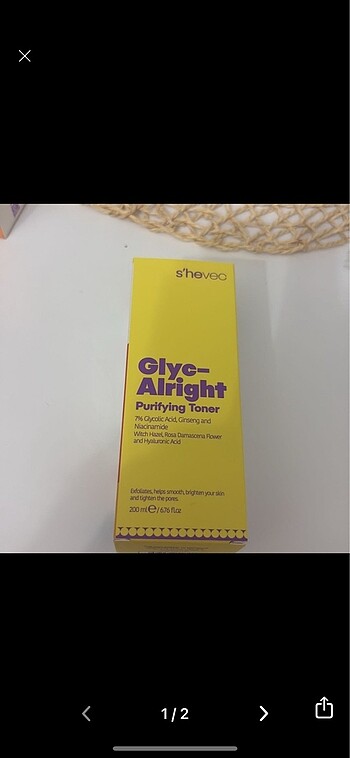 s'hevec
Glyc–
Alright
Purifying Toner
7% Glycolic Acid, Ginseng and
Niacinamide
Witch Hazel, Rosa Damascena Flower
and Hyaluronic Acid
Exfoliates, helps smooth, brighten your skin
and tighten the pores.
200 ml ℮ / 6.76 fl.oz
1 / 2